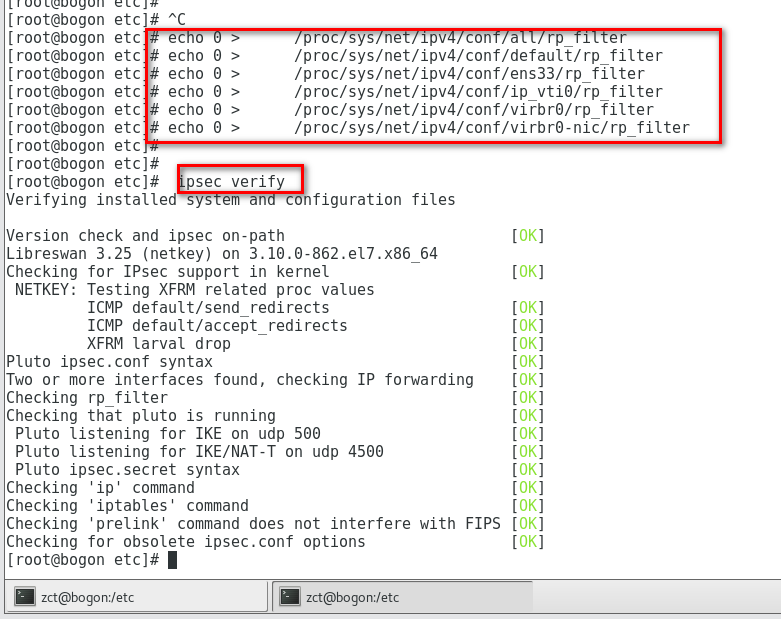 [root@bogon etc]#
[root@bogon etc]# ^C
[root@bogon etc]# echo 0 >      /proc/sys/net/ipv4/conf/all/rp_filter
[root@bogon etc]# echo 0 >      /proc/sys/net/ipv4/conf/default/rp_filter
[root@bogon etc]# echo 0 >      /proc/sys/net/ipv4/conf/ens33/rp_filter
[root@bogon etc]# echo 0 >      /proc/sys/net/ipv4/conf/ip_vti0/rp_filter
[root@bogon etc]# echo 0 >      /proc/sys/net/ipv4/conf/virbr0/rp_filter
[root@bogon etc]# echo 0 >      /proc/sys/net/ipv4/conf/virbr0-nic/rp_filter
[root@bogon etc]#
[root@bogon etc]#
[root@bogon etc]#  ipsec verify
Verifying installed system and configuration files
Version check and ipsec on-path                         [OK]
Libreswan 3.25 (netkey) on 3.10.0-862.el7.x86_64
Checking for IPsec support in kernel                    [OK]
 NETKEY: Testing XFRM related proc values
         ICMP default/send_redirects                    [OK]
         ICMP default/accept_redirects                  [OK]
         XFRM larval drop                               [OK]
Pluto ipsec.conf syntax                                 [OK]
Two or more interfaces found, checking IP forwarding    [OK]
Checking rp_filter                                      [OK]
Checking that pluto is running                          [OK]
 Pluto listening for IKE on udp 500                     [OK]
 Pluto listening for IKE/NAT-T on udp 4500              [OK]
 Pluto ipsec.secret syntax                              [OK]
Checking 'ip' command                                   [OK]
Checking 'iptables' command                             [OK]
Checking 'prelink' command does not interfere with FIPS [OK]
Checking for obsolete ipsec.conf options                [OK]
[root@bogon etc]#
zct@bogon:/etc zct@bogon:/etc